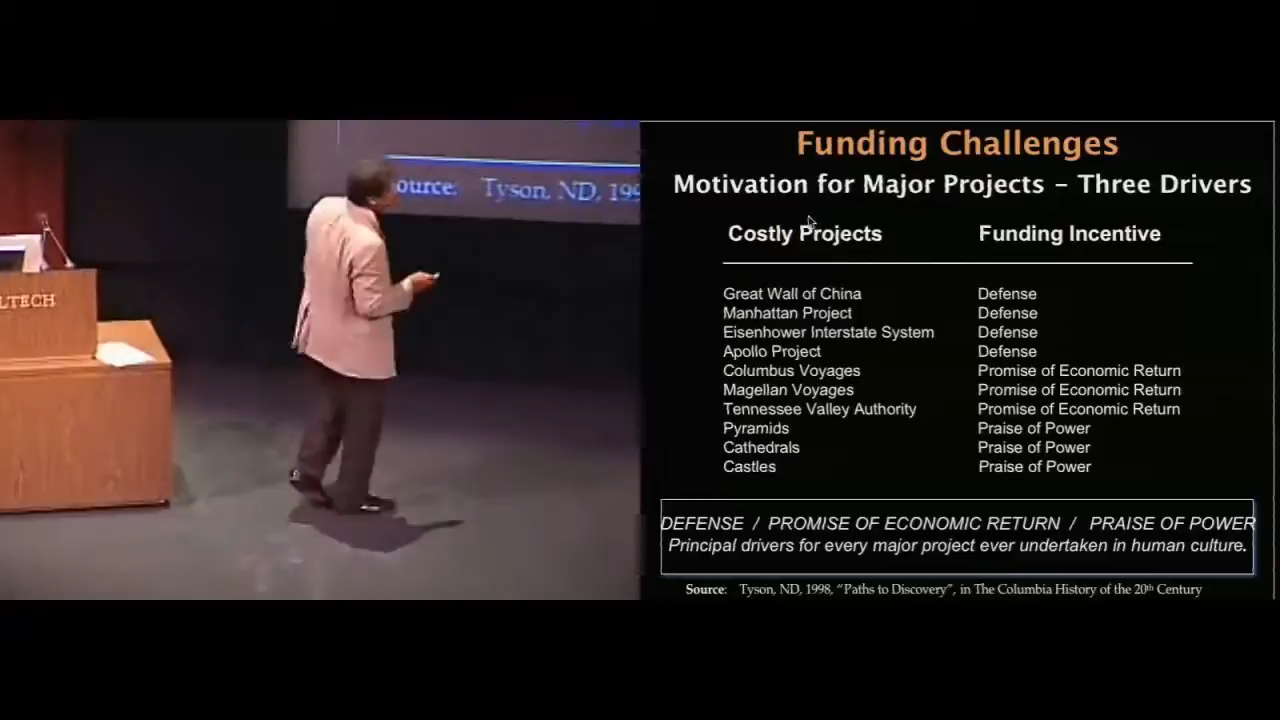 LTECH
ource: Tyson, ND, 199
Funding Challenges
Motivation for Major Projects – Three Drivers
Costly Projects Funding Incentive
Great Wall of China Defense
Manhattan Project Defense
Eisenhower Interstate System Defense
Apollo Project Defense
Columbus Voyages Promise of Economic Return
Magellan Voyages Promise of Economic Return
Tennessee Valley Authority Promise of Economic Return
Pyramids Praise of Power
Cathedrals Praise of Power
Castles Praise of Power
DEFENSE / PROMISE OF ECONOMIC RETURN / PRAISE OF POWER
Principal drivers for every major project ever undertaken in human culture.
Source: Tyson, ND, 1998, “Paths to Discovery”, in The Columbia History of the 20th Century